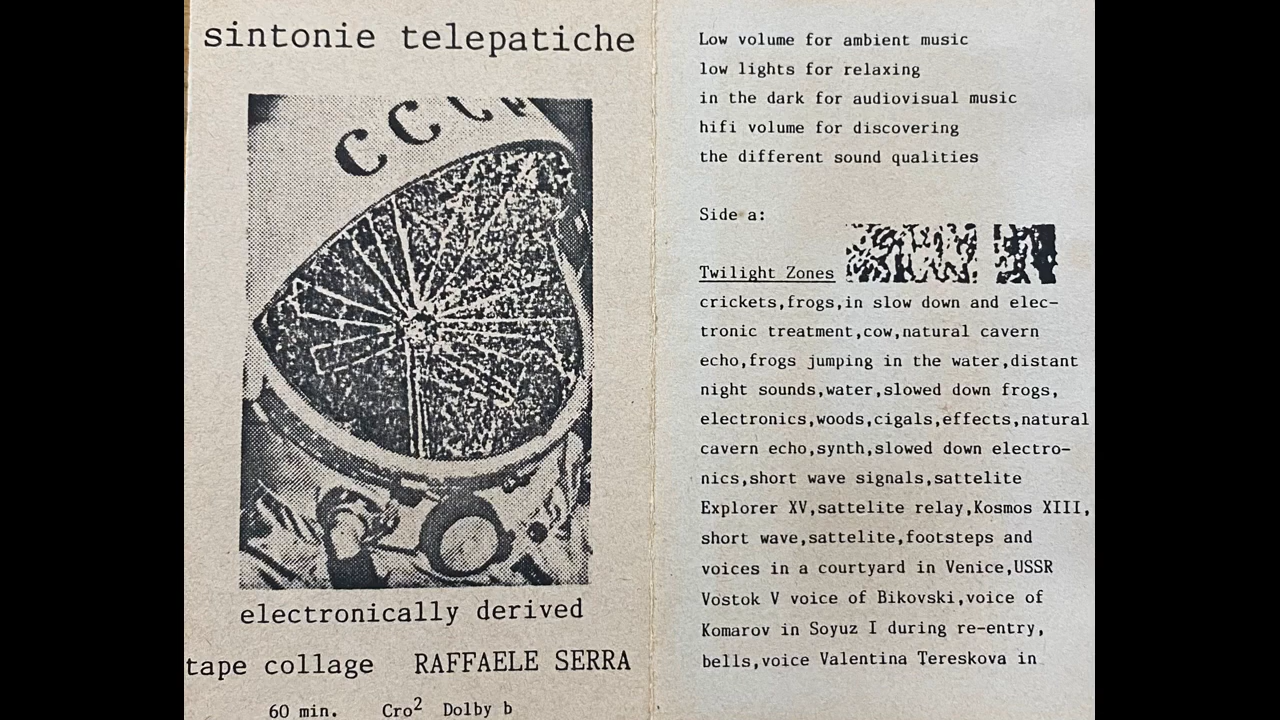 sintonie telepatiche
CCC
electronically derived
tape collage RAFFAELE SERRA
60 min. Cro2 Dolby b
Low volume for ambient music
low lights for relaxing
in the dark for audiovisual music
hifi volume for discovering
the different sound qualities
Side a:
Twilight Zones
crickets,frogs,in slow down and elec-
tronic treatment,cow,natural cavern
echo,frogs jumping in the water,distant
night sounds,water,slowed down frogs,
electronics,woods,cigals,effects,natural
cavern echo,synth,slowed down electro-
nics,short wave signals,sattelite
Explorer XV,sattelite relay,Kosmos XIII,
short wave,sattelite,footsteps and
voices in a courtyard in Venice,USSR
Vostok V voice of Bikovski,voice of
Komarov in Soyuz I during re-entry,
bells,voice Valentina Tereskova in